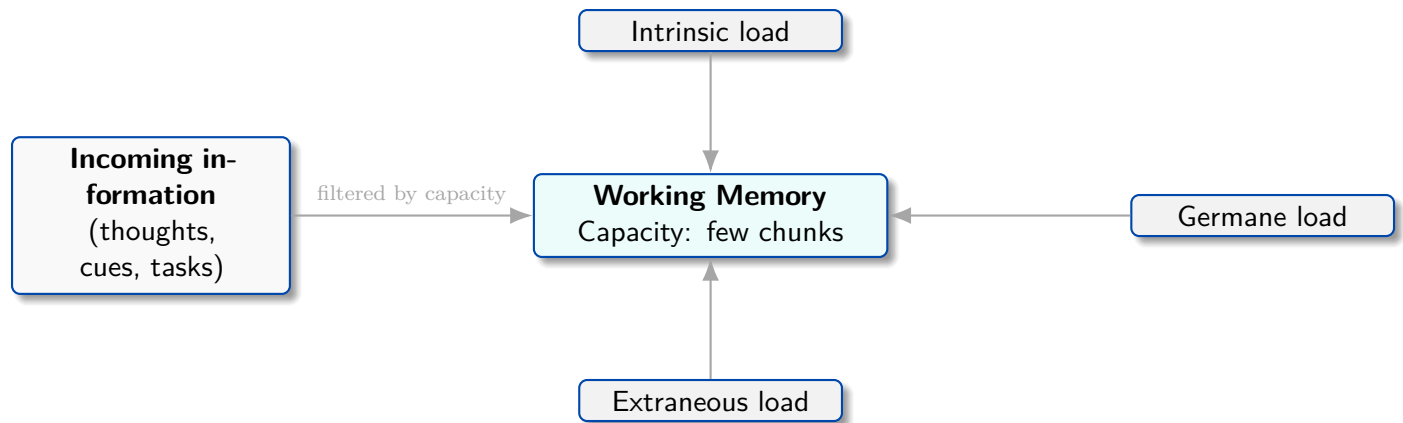 Intrinsic load
Incoming in-
formation
(thoughts,
cues, tasks)
filtered by capacity
Working Memory
Capacity: few chunks
Germane load
Extraneous load